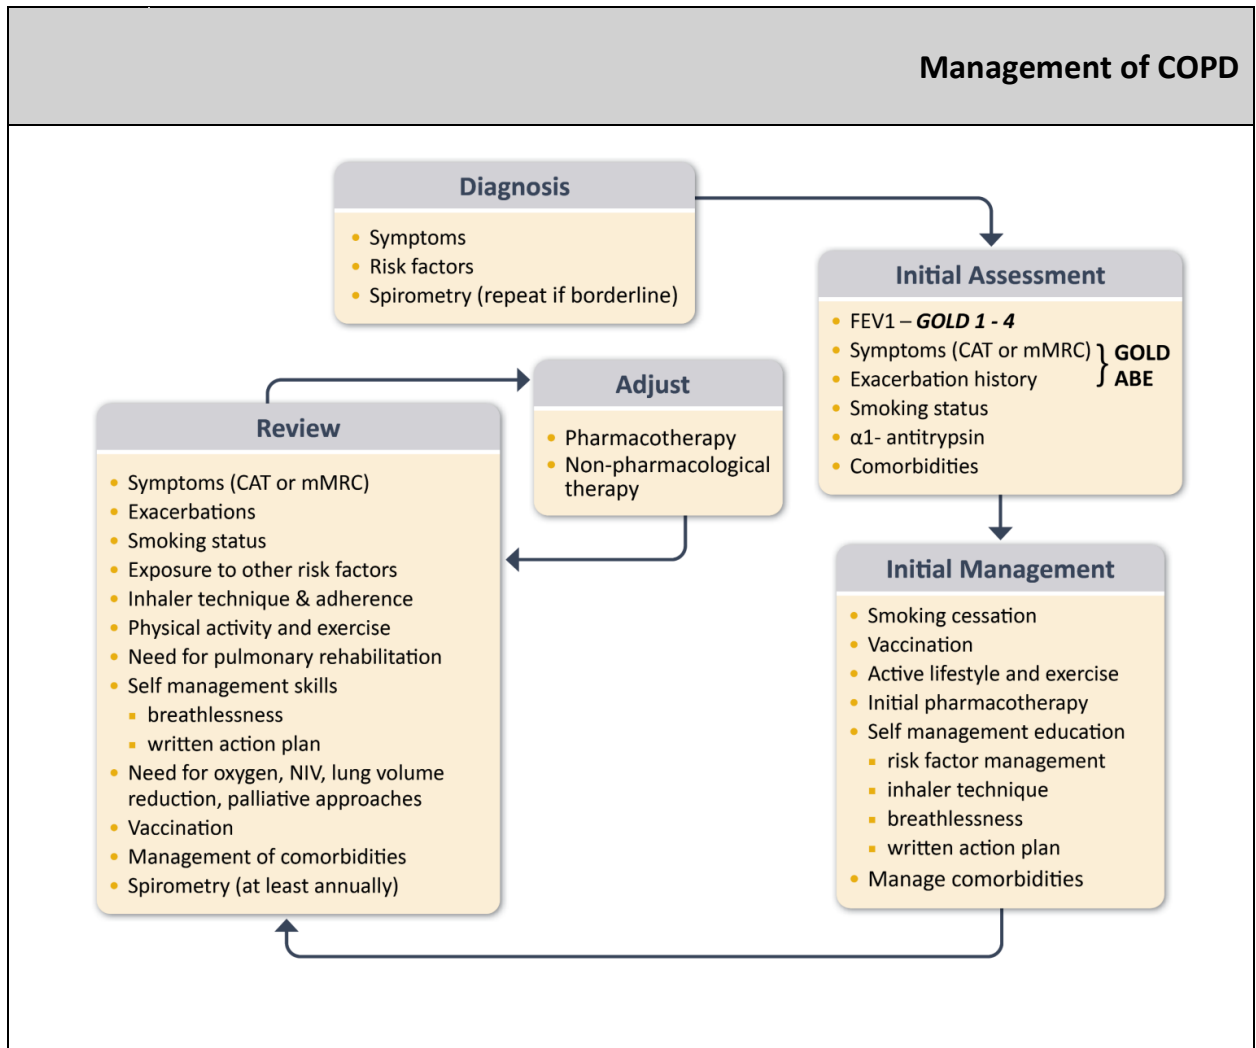 Management of COPD
Diagnosis
• Symptoms
• Risk factors
• Spirometry (repeat if borderline)
Initial Assessment
• FEV1 – GOLD 1 - 4
• Symptoms (CAT or mMRC) } GOLD
• Exacerbation history ABE
• Smoking status
• α1- antitrypsin
• Comorbidities
Initial Management
• Smoking cessation
• Vaccination
• Active lifestyle and exercise
• Initial pharmacotherapy
• Self management education
▪ risk factor management
▪ inhaler technique
▪ breathlessness
▪ written action plan
• Manage comorbidities
Review
• Symptoms (CAT or mMRC)
• Exacerbations
• Smoking status
• Exposure to other risk factors
• Inhaler technique & adherence
• Physical activity and exercise
• Need for pulmonary rehabilitation
• Self management skills
▪ breathlessness
▪ written action plan
• Need for oxygen, NIV, lung volume
reduction, palliative approaches
• Vaccination
• Management of comorbidities
• Spirometry (at least annually)
Adjust
• Pharmacotherapy
• Non-pharmacological
therapy